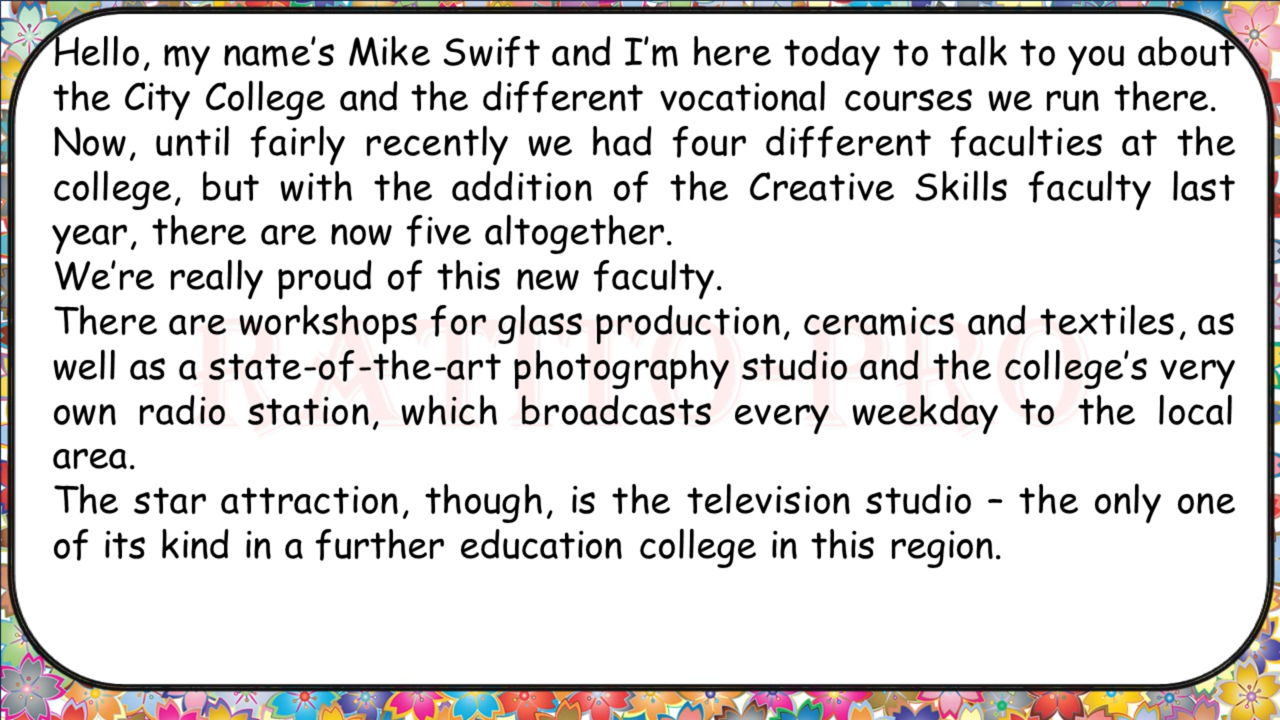 Hello, my name's Mike Swift and I'm here today to talk to you about
the City College and the different vocational courses we run there.
Now, until fairly recently we had four different faculties at the
college, but with the addition of the Creative Skills faculty last
year, there are now five altogether.
We're really proud of this new faculty.
There are workshops for glass production, ceramics and textiles, as
well as a state-of-the-art photography studio and the college's very
own radio station, which broadcasts every weekday to the local
area.
The star attraction, though, is the television studio – the only one
of its kind in a further education college in this region.
RATITO PRO